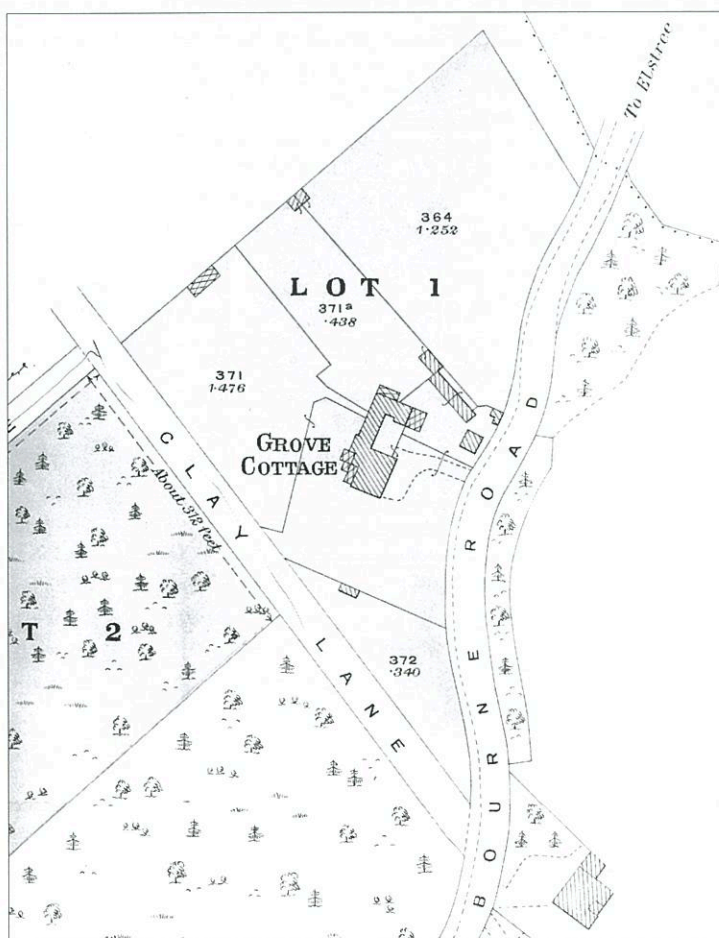 To Elstree
364
1·252
LOT 1
371a
·438
371
1·476
GROVE
COTTAGE
CLAY LANE
About 312 feet
T 2
372
·340
BOURNE ROAD